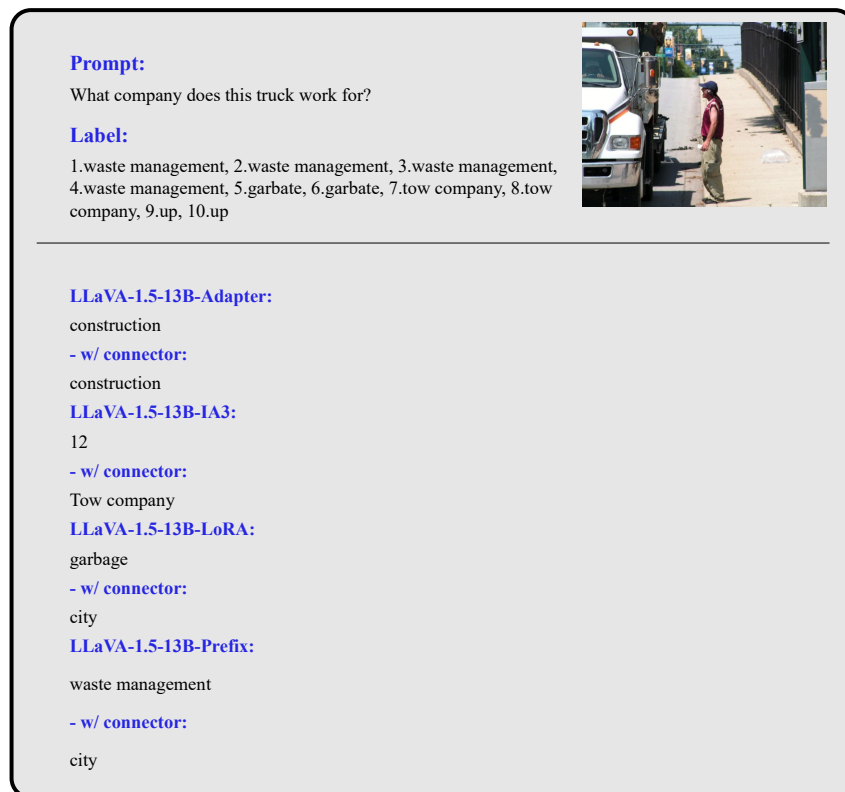 Prompt:
What company does this truck work for?
Label:
1.waste management, 2.waste management, 3.waste management,
4.waste management, 5.garbate, 6.garbate, 7.tow company, 8.tow
company, 9.up, 10.up
LLaVA-1.5-13B-Adapter:
construction
- w/ connector:
construction
LLaVA-1.5-13B-IA3:
12
- w/ connector:
Tow company
LLaVA-1.5-13B-LoRA:
garbage
- w/ connector:
city
LLaVA-1.5-13B-Prefix:
waste management
- w/ connector:
city